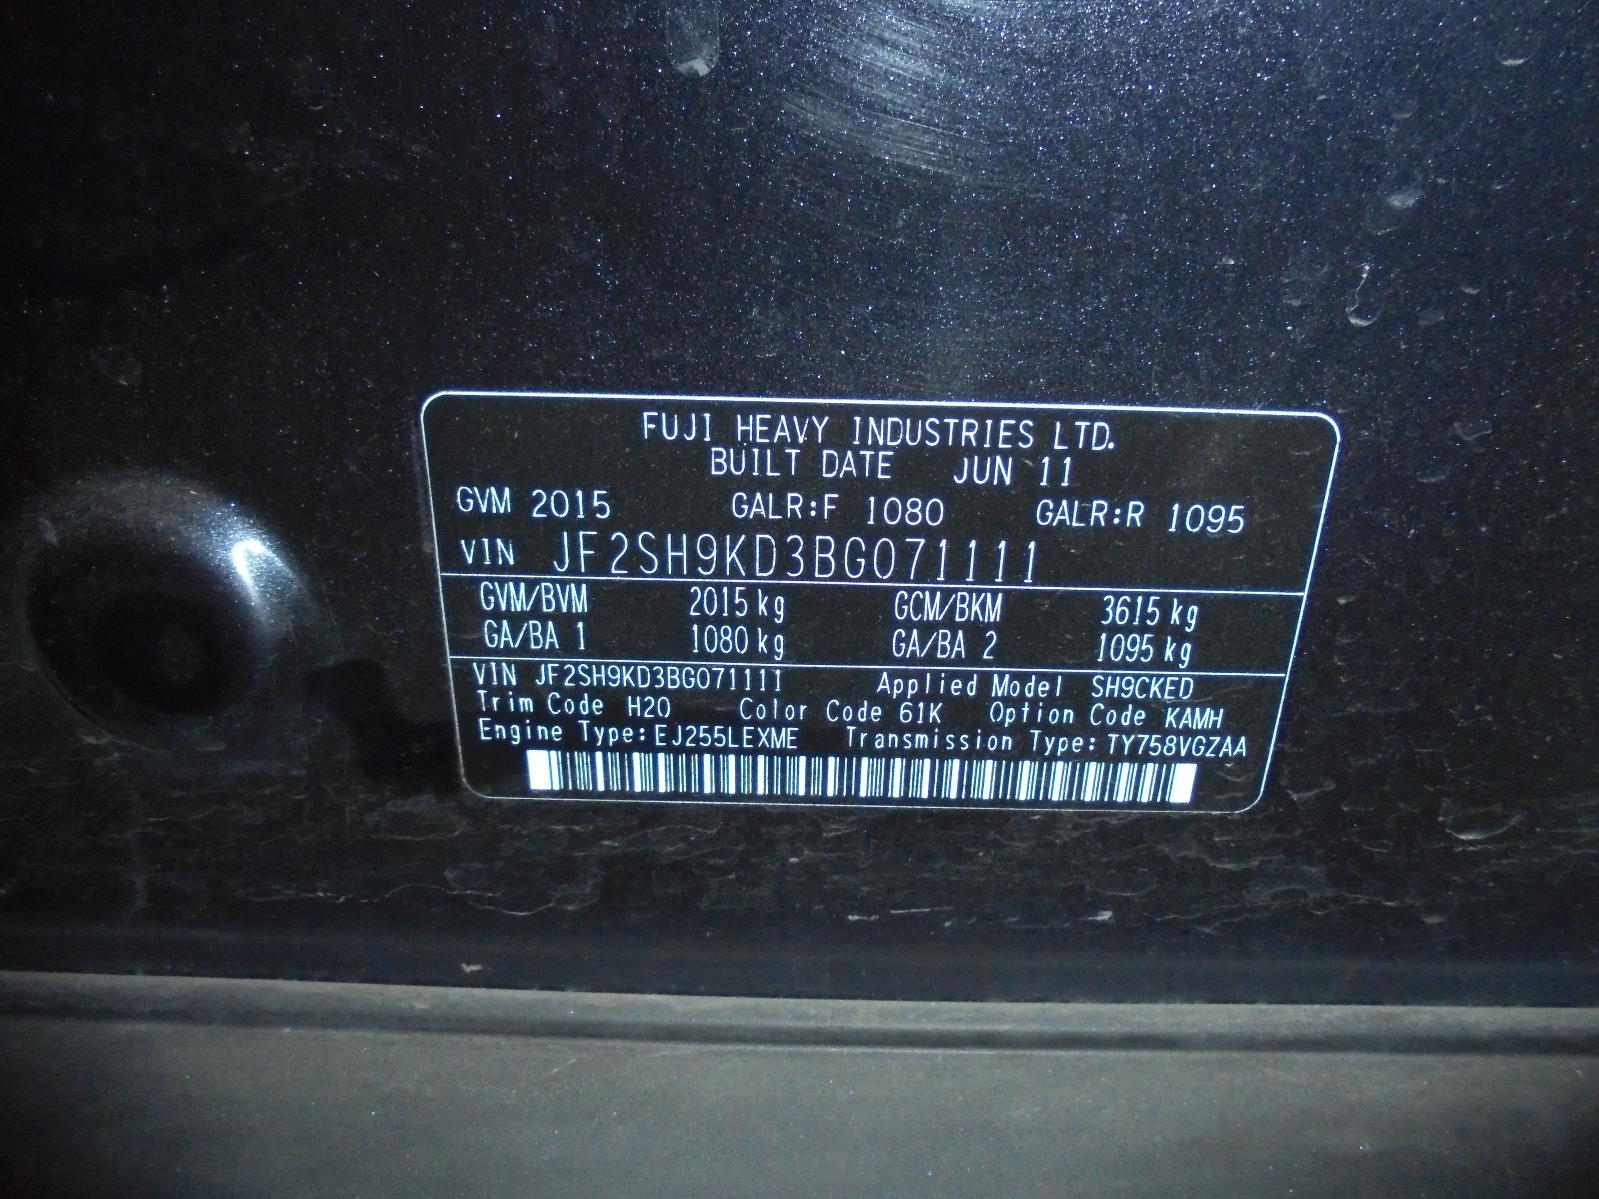 FUJI HEAVY INDUSTRIES LTD.
BUILT DATE JUN 11
GVM 2015 GALR:F 1080 GALR:R 1095
VIN JF2SH9KD3BG071111
GVM/BVM 2015 kg GCM/BKM 3615 kg
GA/BA 1 1080 kg GA/BA 2 1095 kg
VIN JF2SH9KD3BG071111 Applied Model SH9CKED
Trim Code H20 Color Code 61K Option Code KAMH
Engine Type: EJ255LEXME Transmission Type: TY758VGZAA